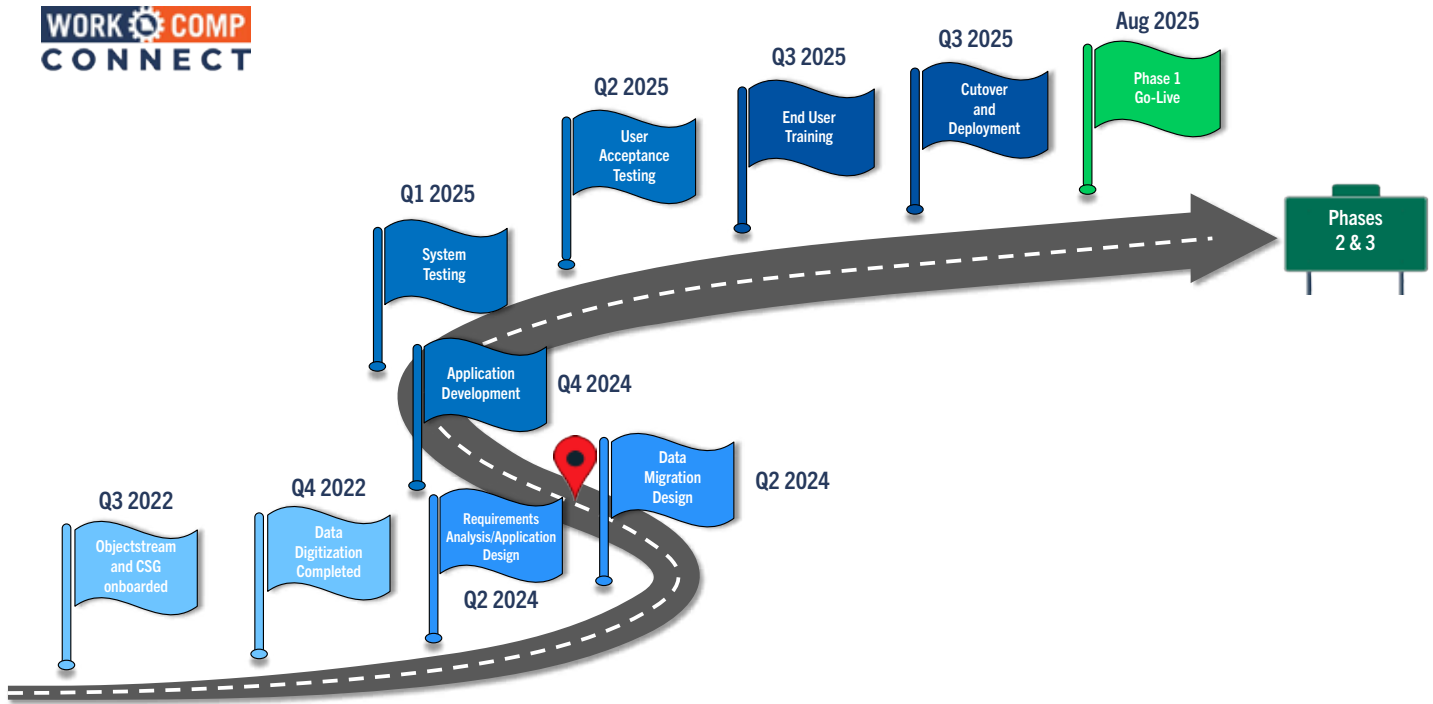 WORK COMP
CONNECT
Q3 2022
Objectstream
and CSG
onboarded
Q4 2022
Data
Digitization
Completed
Requirements
Analysis/Application
Design
Q2 2024
Data
Migration
Design
Q2 2024
Application
Development
Q4 2024
Q1 2025
System
Testing
Q2 2025
User
Acceptance
Testing
Q3 2025
End User
Training
Q3 2025
Cutover
and
Deployment
Aug 2025
Phase 1
Go-Live
Phases
2 & 3